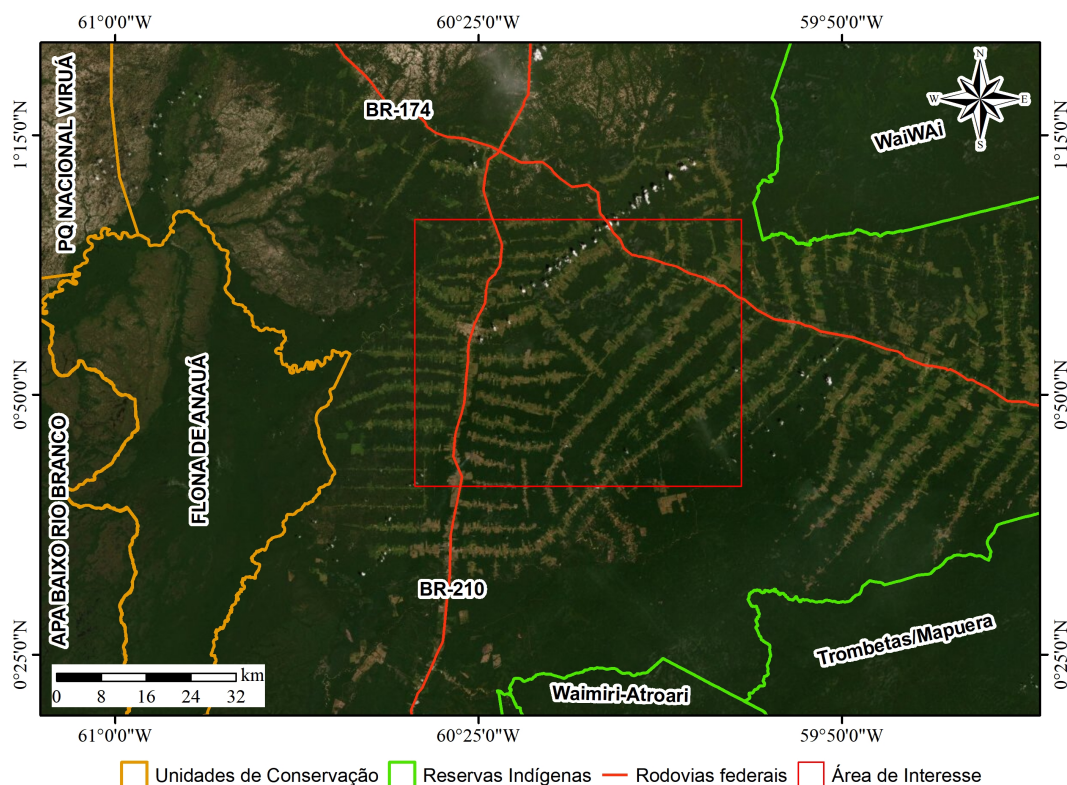 61°0'0"W 60°25'0"W 59°50'0"W
PQ NACIONAL VIRUÁ
BR-174
WaiWAi
N
W E
S
1°15'0"N 1°15'0"N
0°50'0"N 0°50'0"N
FLONA DE ANAUÁ
APA BAIXO RIO BRANCO
BR-210
Trombetas/Mapuera
0°25'0"N 0°25'0"N
Waimiri-Atroari
km
0 8 16 24 32
61°0'0"W 60°25'0"W 59°50'0"W
Unidades de Conservação Reservas Indígenas Rodovias federais Área de Interesse